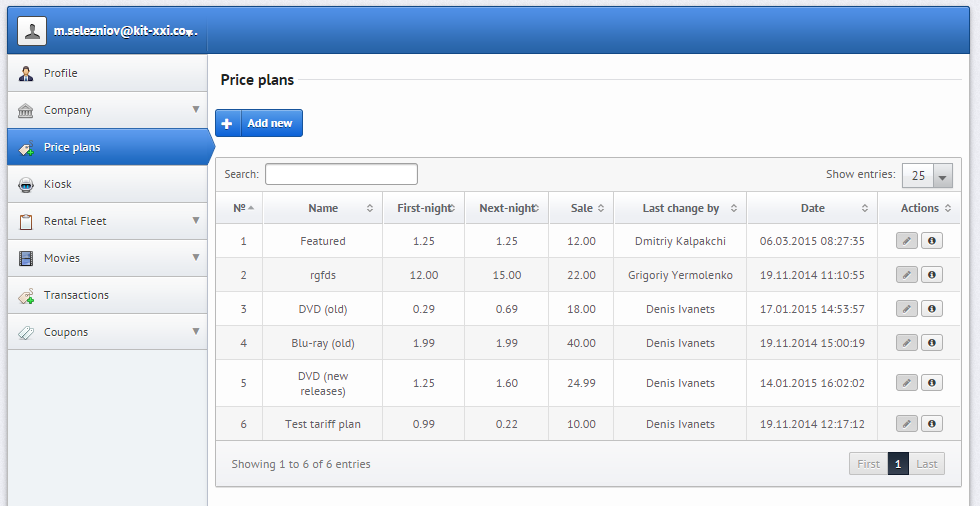 m.selezniov@kit-xxi.co...
Profile
Company
Price plans
Kiosk
Rental Fleet
Movies
Transactions
Coupons
Price plans
+ Add new
Search:
Show entries: 25
№ Name First-night Next-night Sale Last change by Date Actions
1 Featured 1.25 1.25 12.00 Dmitriy Kalpakchi 06.03.2015 08:27:35
2 rgfds 12.00 15.00 22.00 Grigoriy Yermolenko 19.11.2014 11:10:55
3 DVD (old) 0.29 0.69 18.00 Denis Ivanets 17.01.2015 14:53:57
4 Blu-ray (old) 1.99 1.99 40.00 Denis Ivanets 19.11.2014 15:00:19
5 DVD (new
releases) 1.25 1.60 24.99 Denis Ivanets 14.01.2015 16:02:02
6 Test tariff plan 0.99 0.22 10.00 Denis Ivanets 19.11.2014 12:17:12
Showing 1 to 6 of 6 entries
First 1 Last